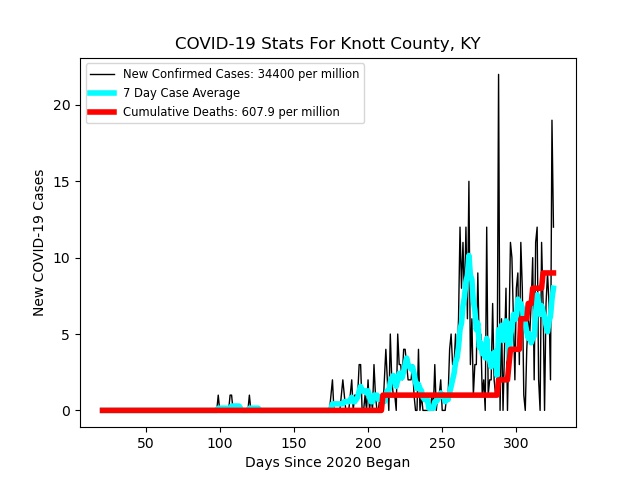 COVID-19 Stats For Knott County, KY
New Confirmed Cases: 34400 per million
7 Day Case Average
Cumulative Deaths: 607.9 per million
20
15
10
5
0
New COVID-19 Cases
50 100 150 200 250 300
Days Since 2020 Began